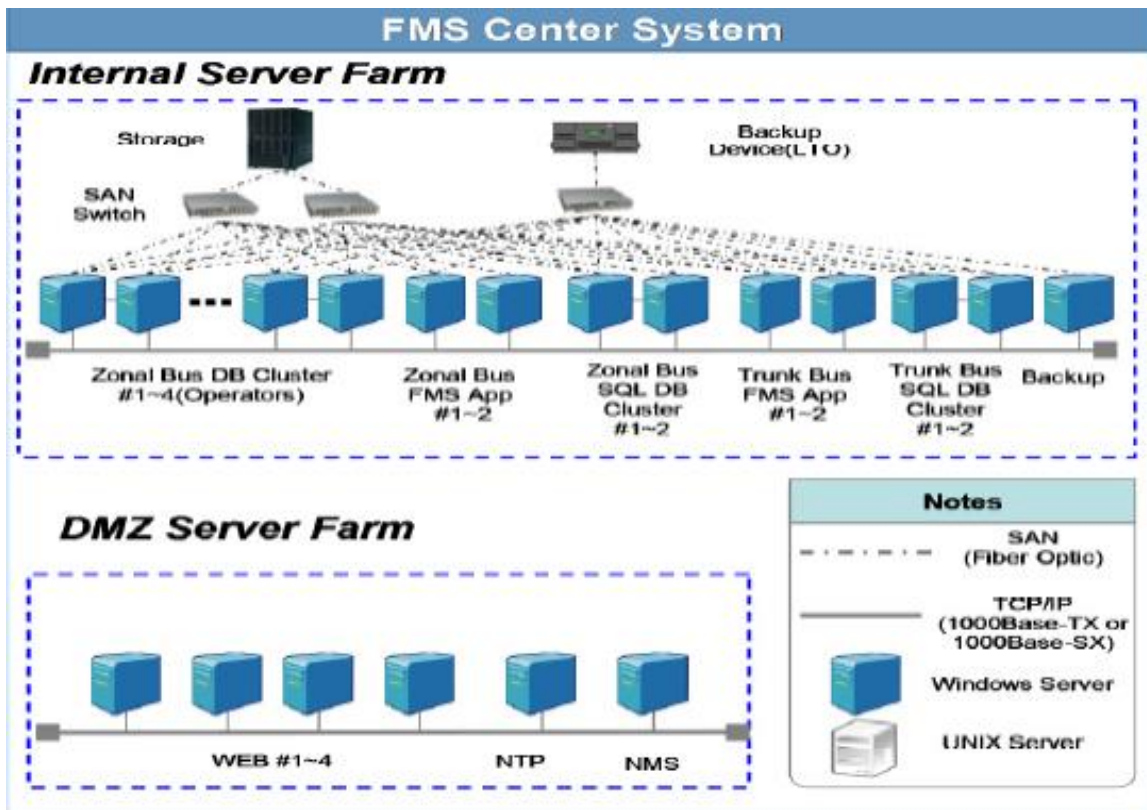 FMS Center System
Internal Server Farm
Storage
Backup
Device(LTO)
SAN
Switch
Zonal Bus DB Cluster
#1~4(Operators)
Zonal Bus
FMS App
#1~2
Zonal Bus
SQL DB
Cluster
#1~2
Trunk Bus
FMS App
#1~2
Trunk Bus
SQL DB
Cluster
#1~2
Backup
DMZ Server Farm
WEB #1~4
NTP
NMS
Notes
SAN
(Fiber Optic)
TCP/IP
(1000Base-TX or
1000Base-SX)
Windows Server
UNIX Server